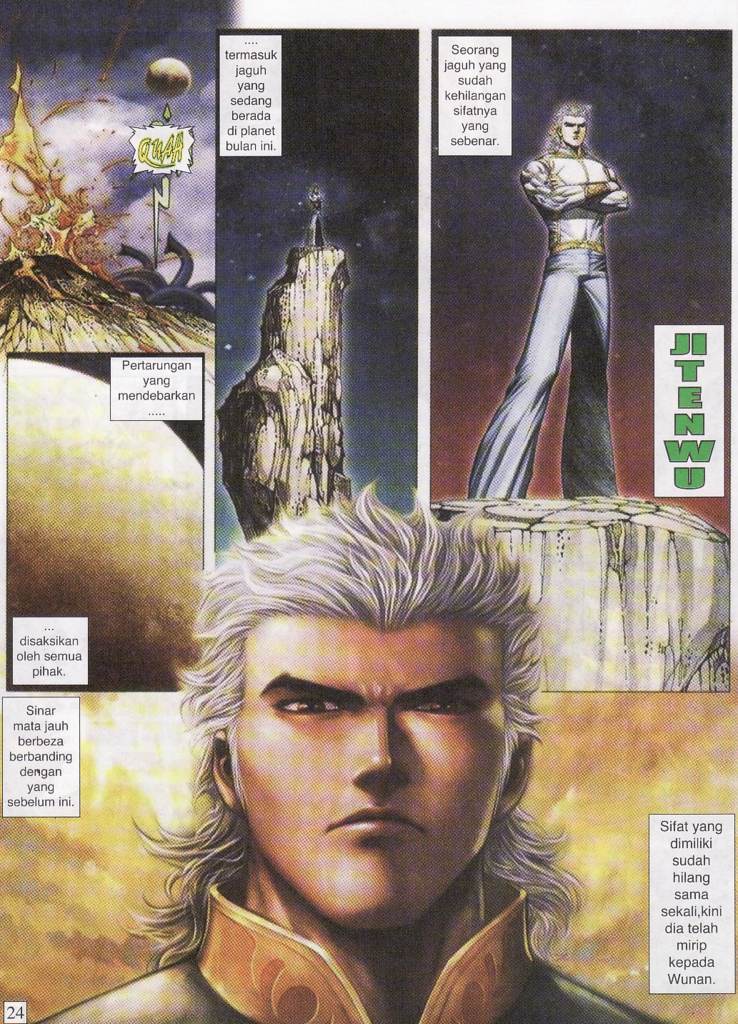 QUAA
Pertarungan
yang
mendebarkan
.....
...
disaksikan
oleh semua
pihak.
....
termasuk
jaguh
yang
sedang
berada
di planet
bulan ini.
Seorang
jaguh yang
sudah
kehilangan
sifatnya
yang
sebenar.
JI
TENWU
Sinar
mata jauh
berbeza
berbanding
dengan
yang
sebelum ini.
Sifat yang
dimiliki
sudah
hilang
sama
sekali,kini
dia telah
mirip
kepada
Wunan.
24